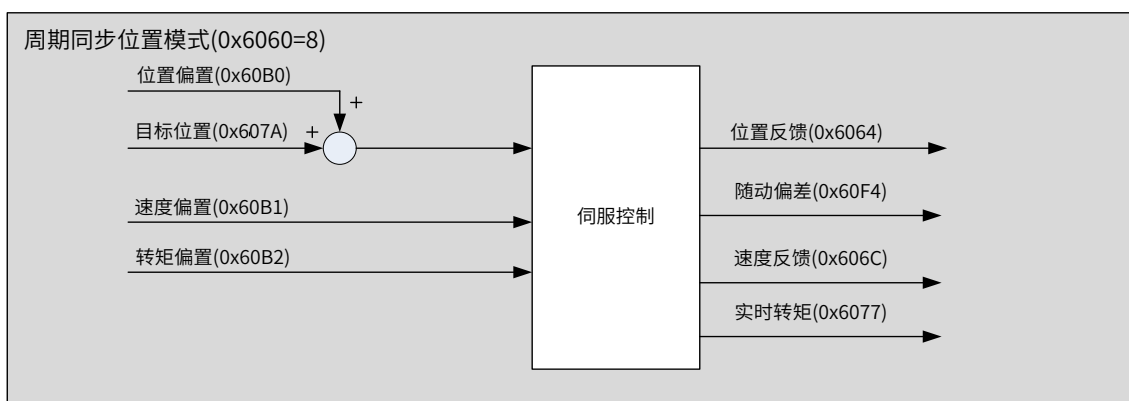 周期同步位置模式(0x6060=8)
位置偏置(0x60B0)
+
目标位置(0x607A)
+
速度偏置(0x60B1)
转矩偏置(0x60B2)
伺服控制
位置反馈(0x6064)
随动偏差(0x60F4)
速度反馈(0x606C)
实时转矩(0x6077)